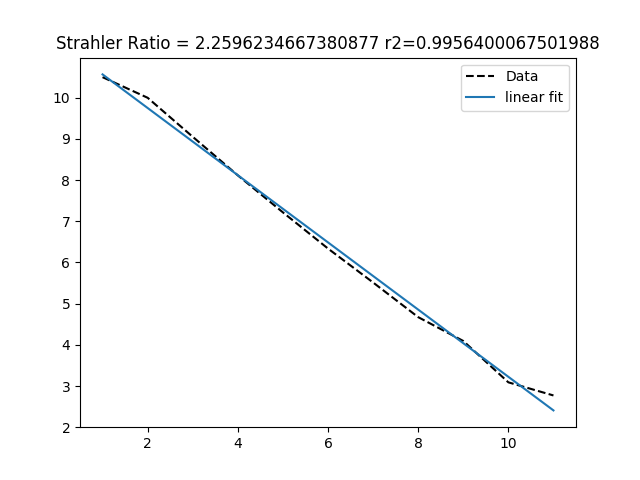 Strahler Ratio = 2.2596234667380877 r2=0.9956400067501988
Data
linear fit
10
9
8
7
6
5
4
3
2
2 4 6 8 10